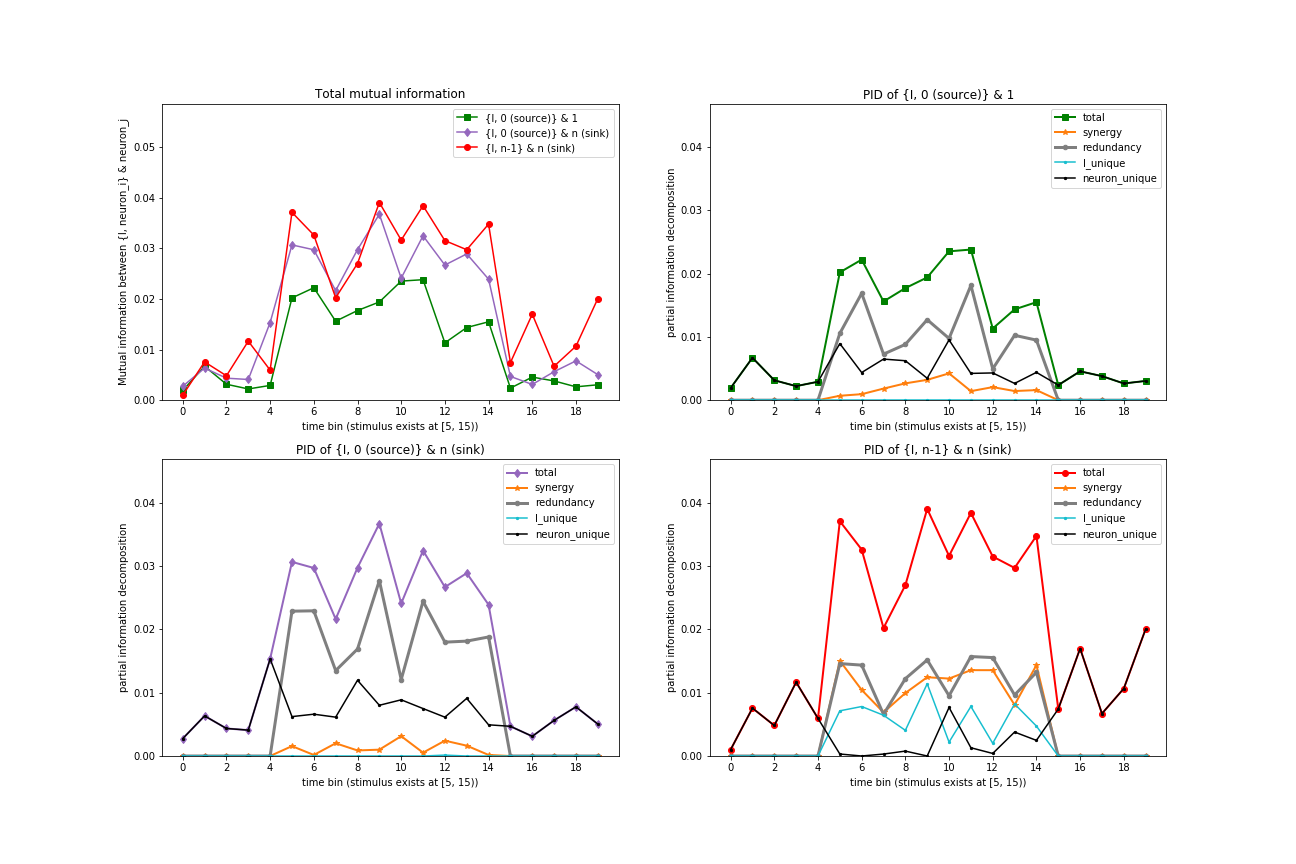 Total mutual information
Mutual information between {I, neuron_i} & neuron_j
0.05
0.04
0.03
0.02
0.01
0.00
{I, 0 (source)} & 1
{I, 0 (source)} & n (sink)
{I, n-1} & n (sink)
0 2 4 6 8 10 12 14 16 18
time bin (stimulus exists at [5, 15))
PID of {I, 0 (source)} & 1
partial information decomposition
0.04
0.03
0.02
0.01
0.00
total
synergy
redundancy
I_unique
neuron_unique
0 2 4 6 8 10 12 14 16 18
time bin (stimulus exists at [5, 15))
PID of {I, 0 (source)} & n (sink)
partial information decomposition
0.04
0.03
0.02
0.01
0.00
total
synergy
redundancy
I_unique
neuron_unique
0 2 4 6 8 10 12 14 16 18
time bin (stimulus exists at [5, 15))
PID of {I, n-1} & n (sink)
partial information decomposition
0.04
0.03
0.02
0.01
0.00
total
synergy
redundancy
I_unique
neuron_unique
0 2 4 6 8 10 12 14 16 18
time bin (stimulus exists at [5, 15))